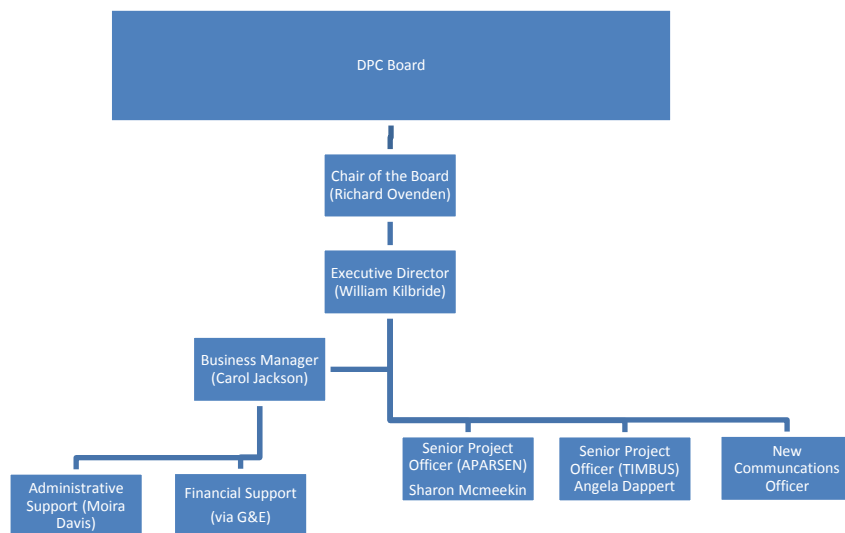 DPC Board
Chair of the Board
(Richard Ovenden)
Executive Director
(William Kilbride)
Business Manager
(Carol Jackson)
Senior Project
Officer (APARSEN)
Sharon Mcmeekin
Senior Project
Officer (TIMBUS)
Angela Dappert
New
Communcations
Officer
Administrative
Support (Moira
Davis)
Financial Support
(via G&E)